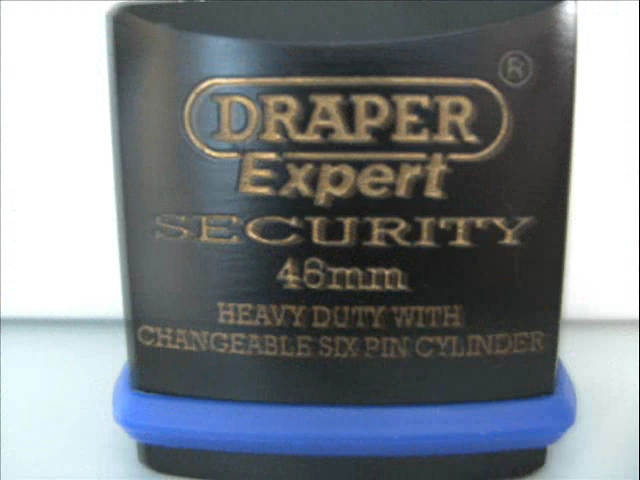 DRAPER ®
Expert
SECURITY
46mm
HEAVY DUTY WITH
CHANGEABLE SIX PIN CYLINDER